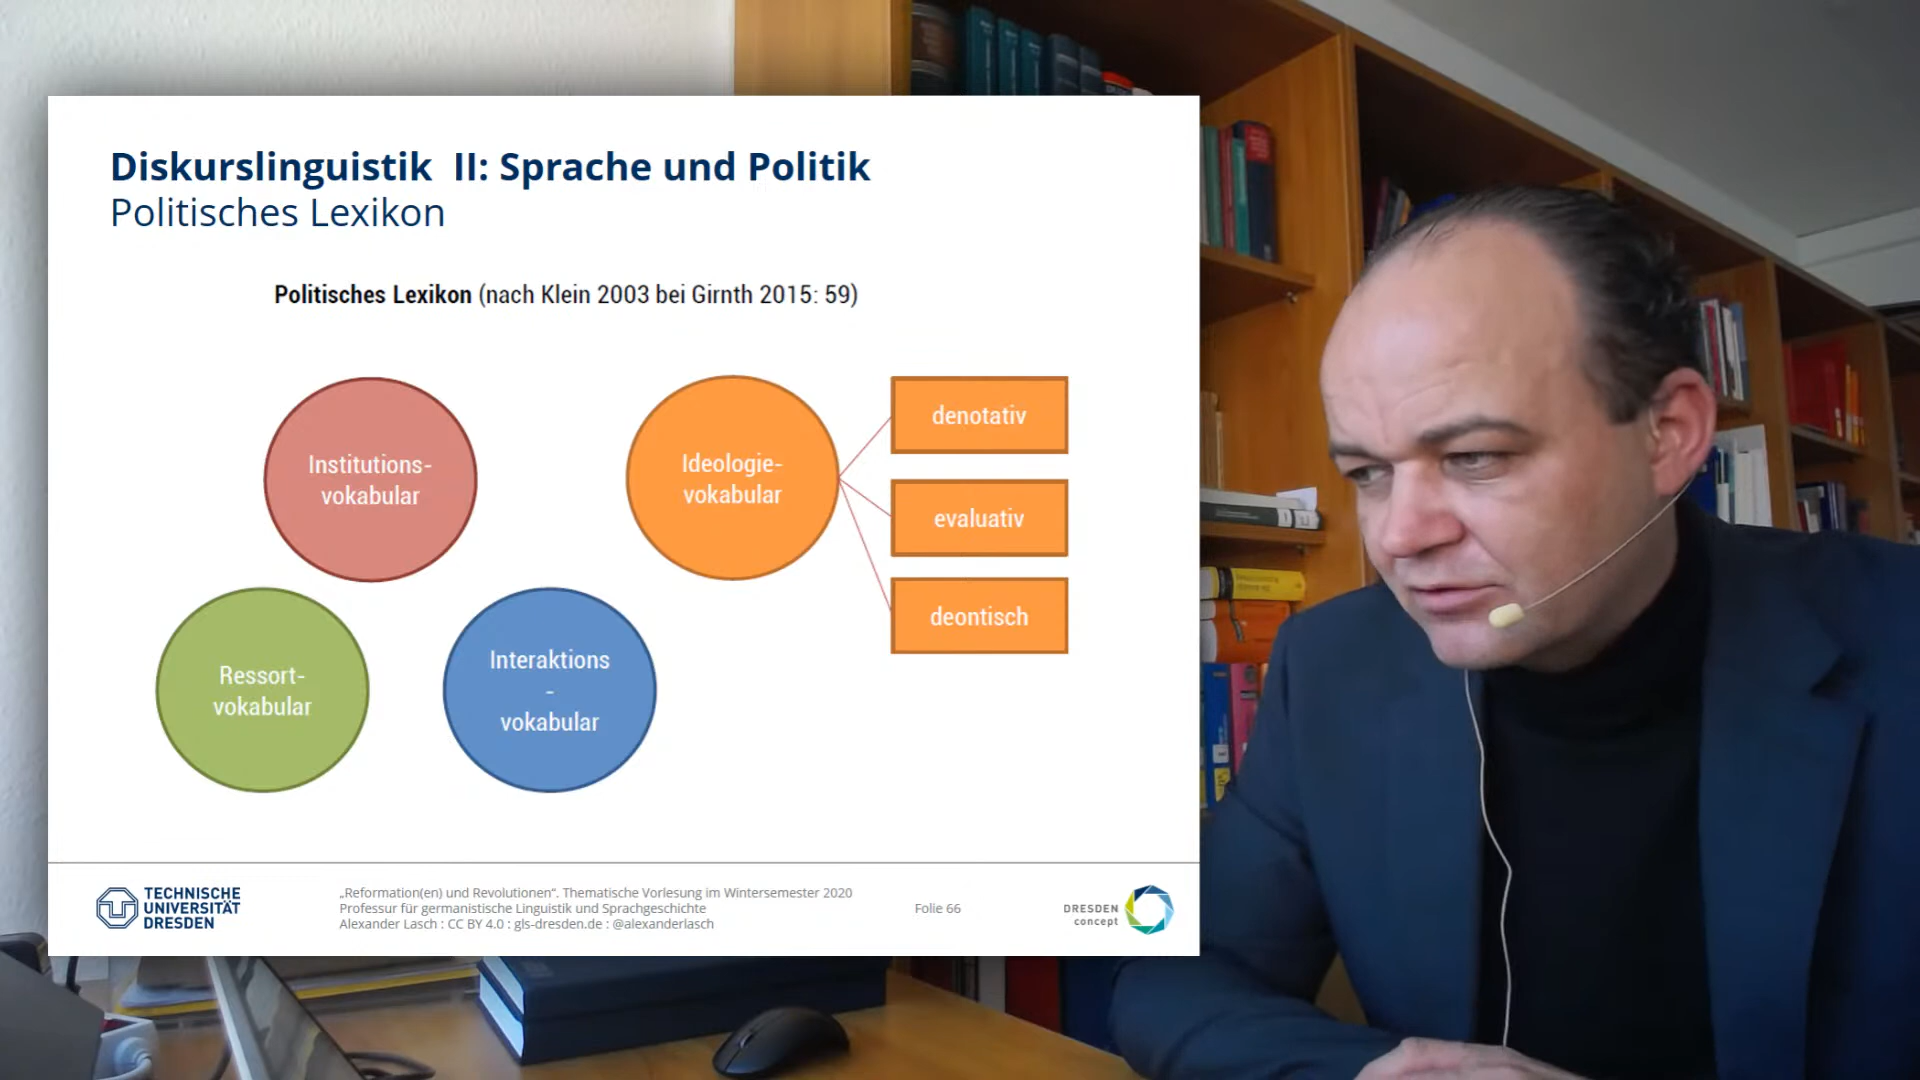 Diskurslinguistik II: Sprache und Politik
Politisches Lexikon
Politisches Lexikon (nach Klein 2003 bei Girnth 2015: 59)
Institutions-
vokabular
Ideologie-
vokabular
denotativ
evaluativ
deontisch
Ressort-
vokabular
Interaktions
-
vokabular
TECHNISCHE
UNIVERSITÄT
DRESDEN
„Reformation(en) und Revolutionen“. Thematische Vorlesung im Wintersemester 2020
Professur für germanistische Linguistik und Sprachgeschichte
Alexander Lasch : CC BY 4.0 : gls-dresden.de : @alexanderlasch
Folie 66
DRESDEN
concept